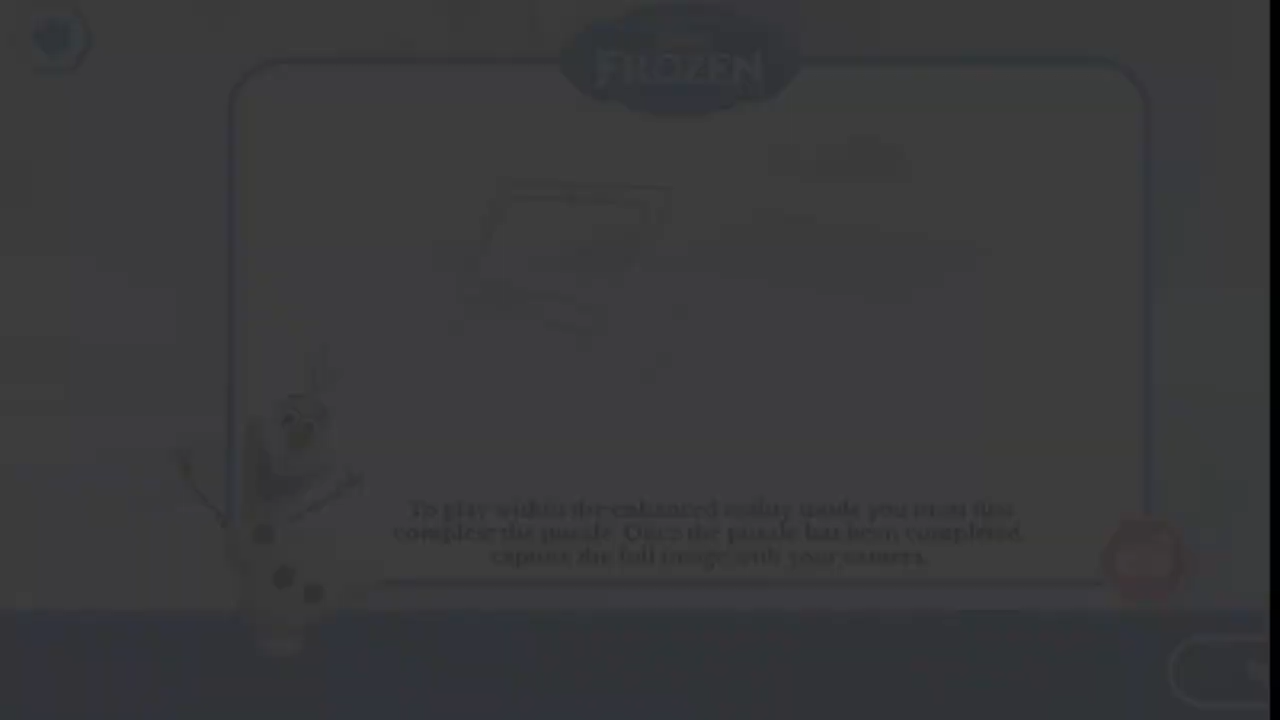 FROZEN
To play within the enhanced reality mode you must first
complete the puzzle. Once the puzzle has been completed,
capture the full image with your camera.